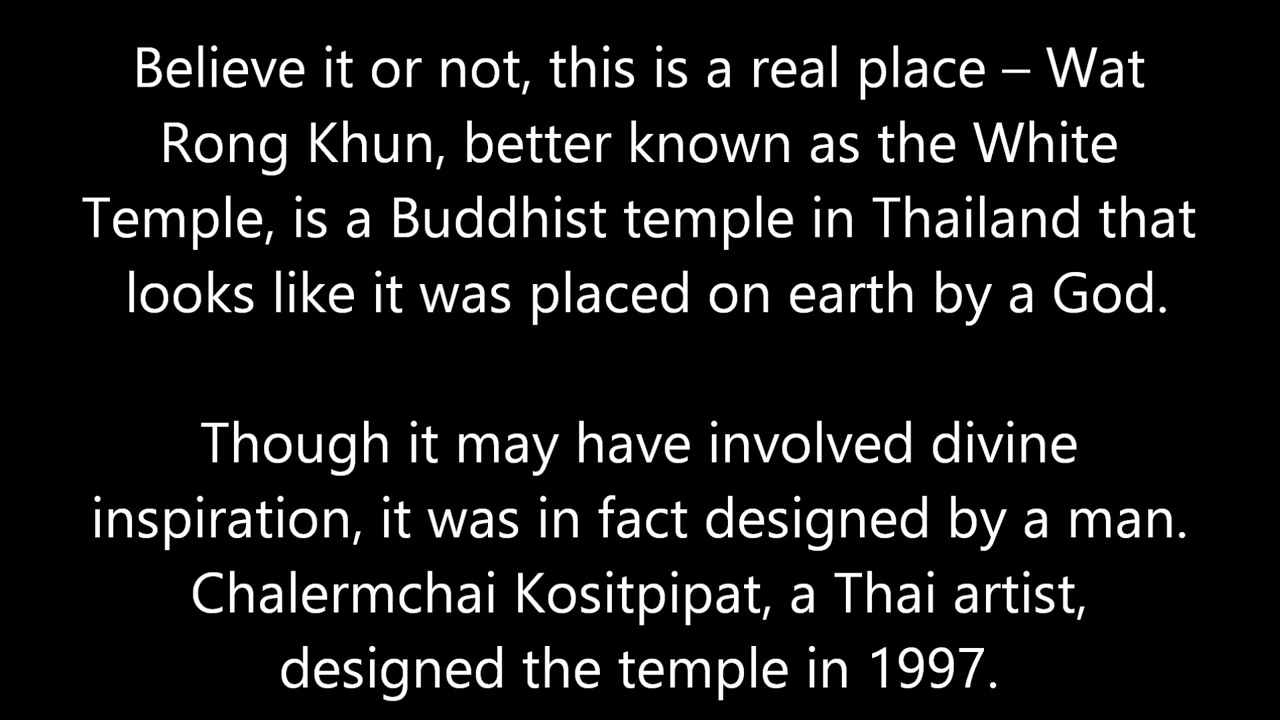 Believe it or not, this is a real place – Wat
Rong Khun, better known as the White
Temple, is a Buddhist temple in Thailand that
looks like it was placed on earth by a God.
Though it may have involved divine
inspiration, it was in fact designed by a man.
Chalermchai Kositpipat, a Thai artist,
designed the temple in 1997.